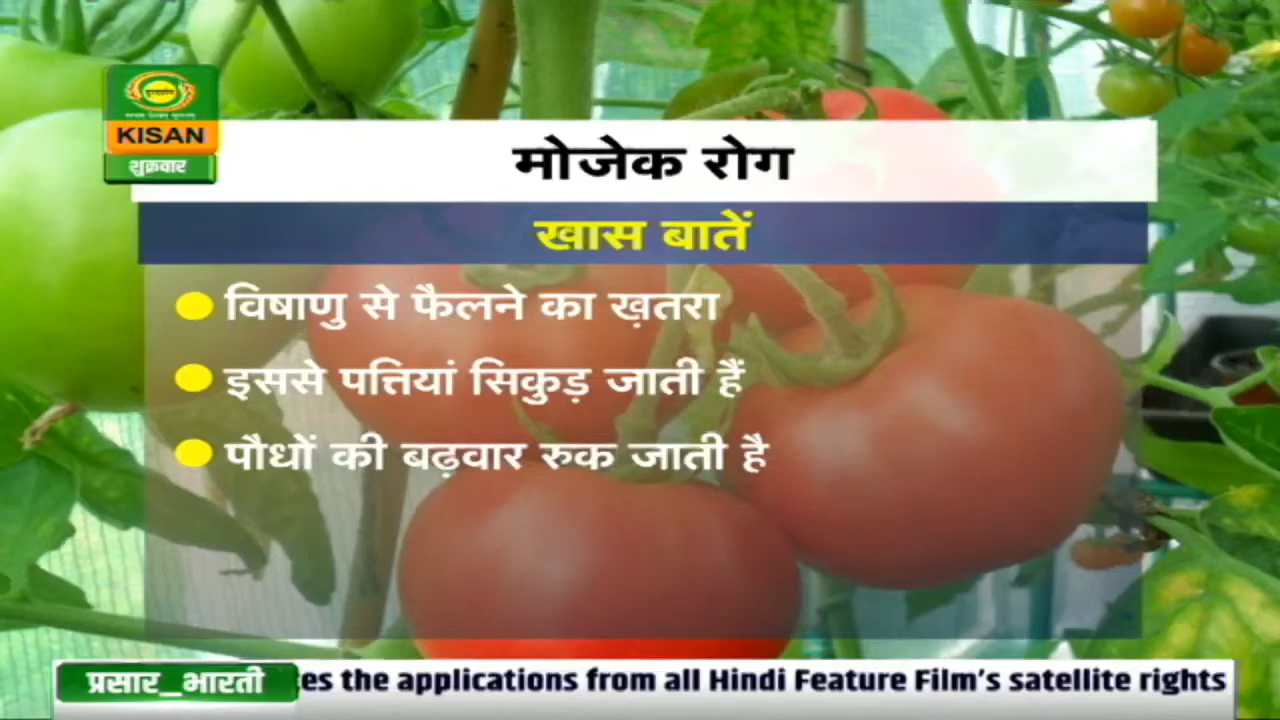 KISAN
शुक्रवार
मोजेक रोग
खास बातें
विषाणु से फैलने का ख़तरा
इससे पत्तियां सिकुड़ जाती हैं
पौधों की बढ़वार रुक जाती है
प्रसार_भारती
es the applications from all Hindi Feature Film's satellite rights